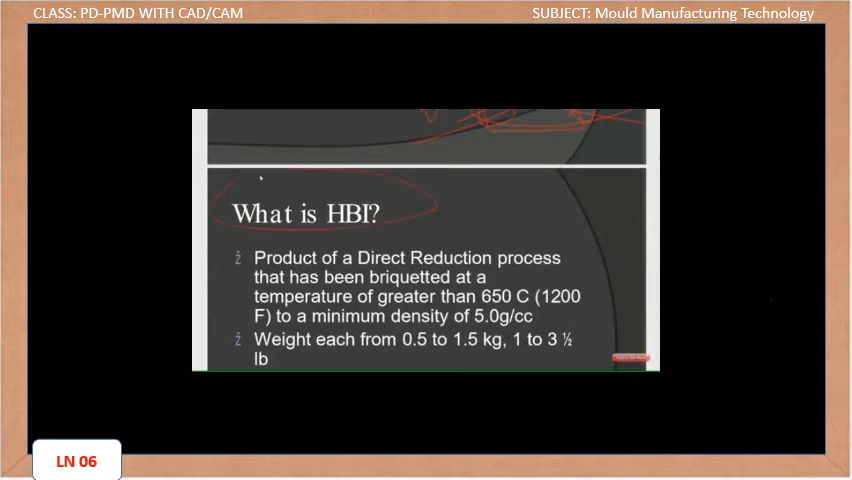 CLASS: PD-PMD WITH CAD/CAM
SUBJECT: Mould Manufacturing Technology
What is HBI?
ž Product of a Direct Reduction process
that has been briquetted at a
temperature of greater than 650 C (1200
F) to a minimum density of 5.0g/cc
ž Weight each from 0.5 to 1.5 kg, 1 to 3 ½
lb
LN 06